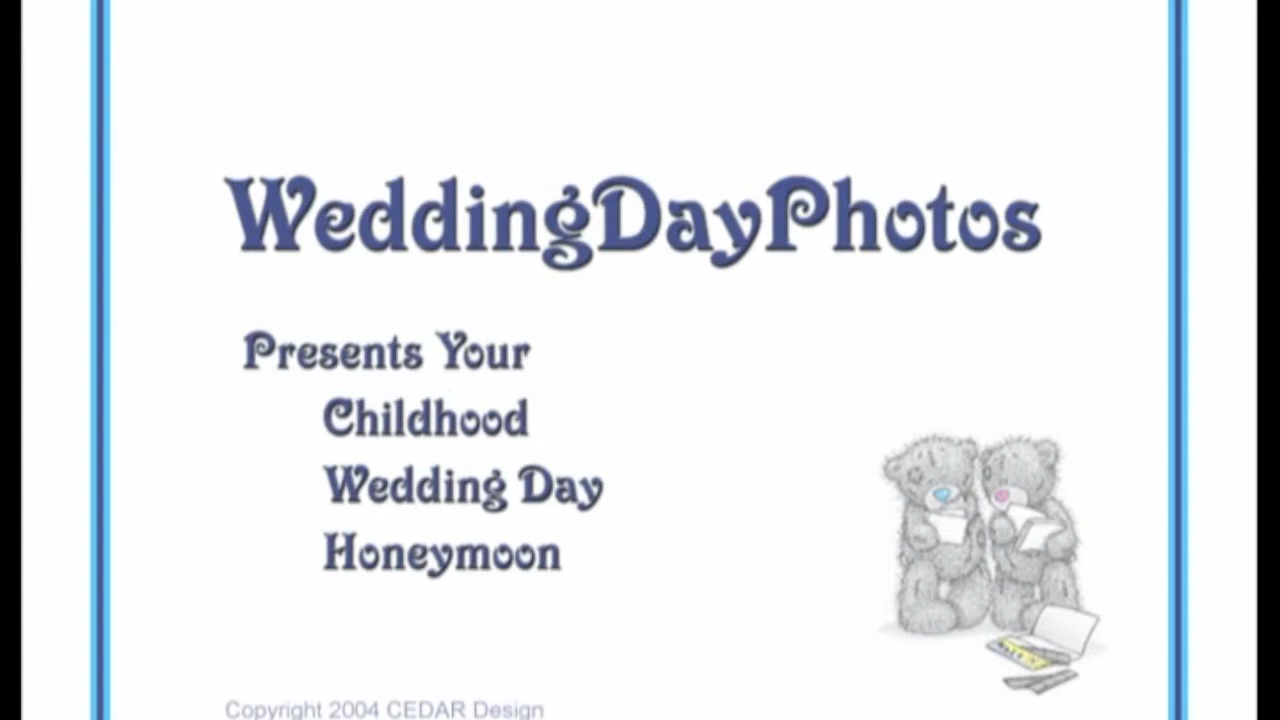 WeddingDayPhotos
Presents Your
Childhood
Wedding Day
Honeymoon
Copyright 2004 CEDAR Design